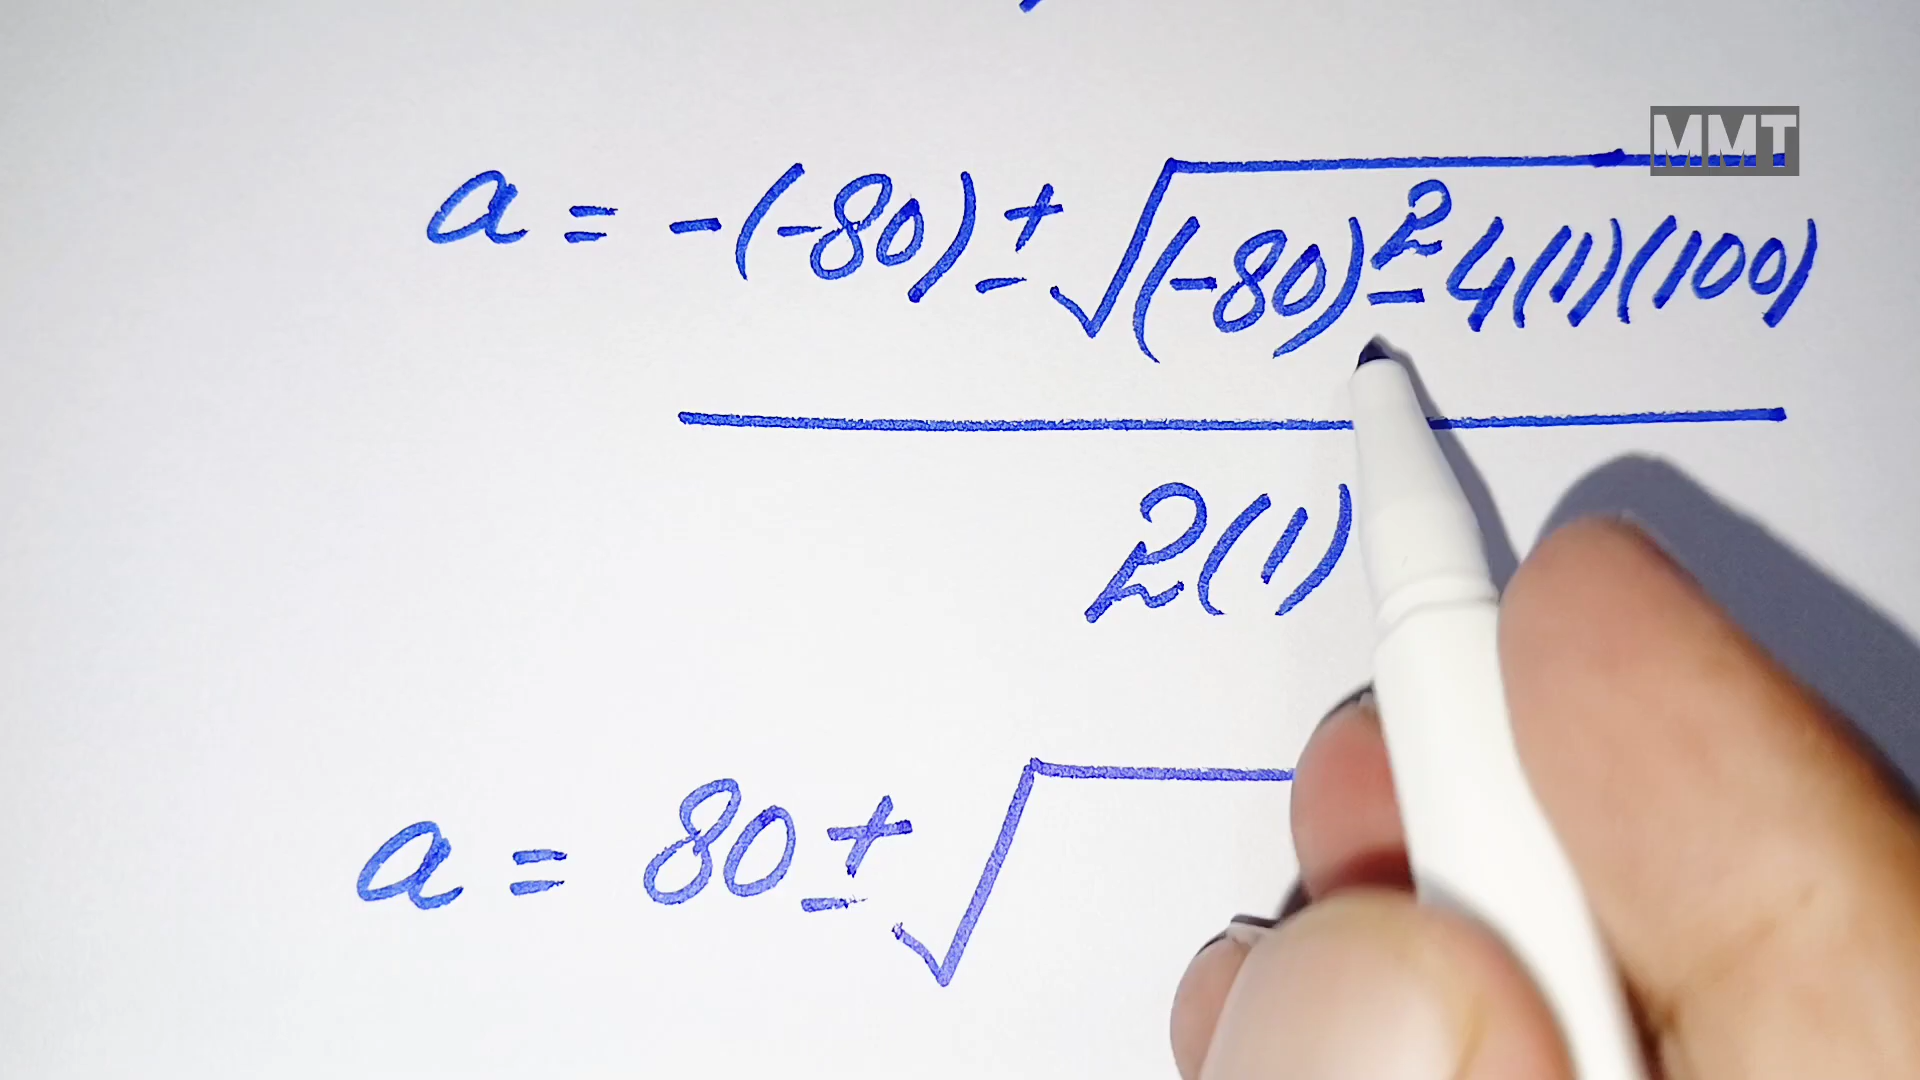 MMT
a = -(-80) ± √(-80)² - 4(1)(100)
2(1)
a = 80 ± √